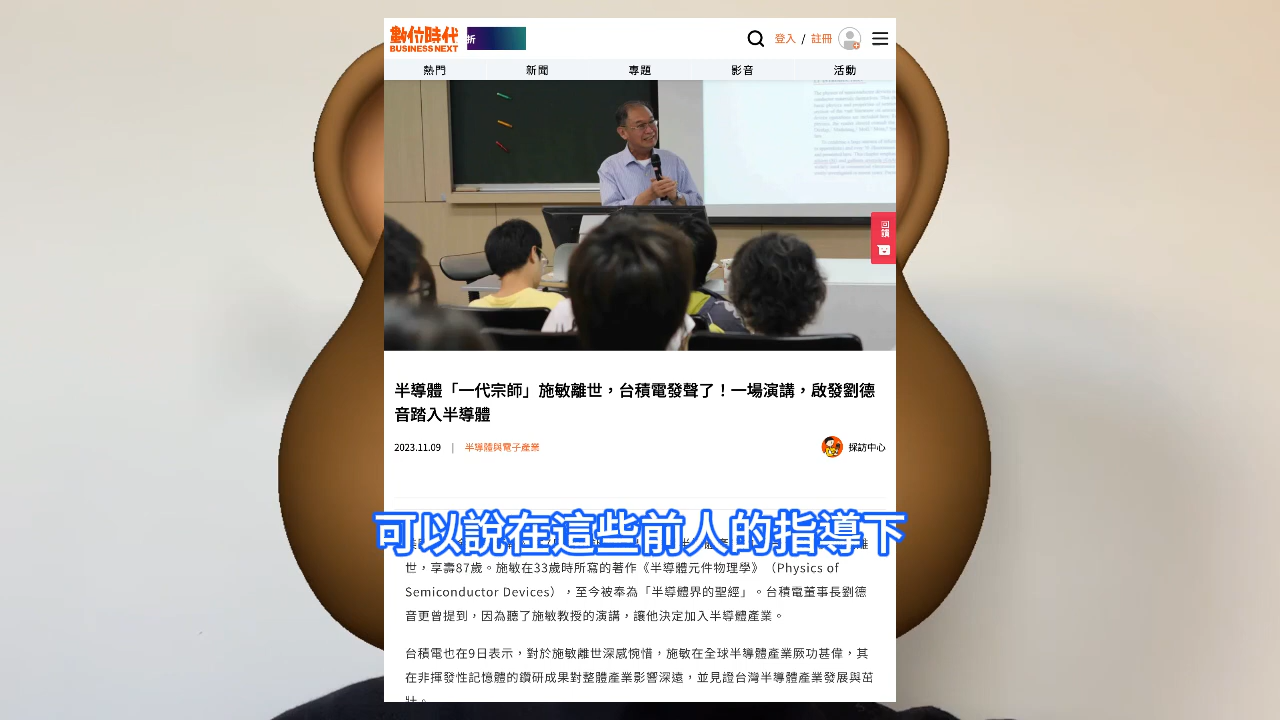 數位時代
BUSINESS NEXT
折
登入 / 註冊
熱門 新聞 專題 影音 活動
回饋
半導體「一代宗師」施敏離世，台積電發聲了！一場演講，啟發劉德
音踏入半導體
2023.11.09 | 半導體與電子產業
採訪中心
可以說在這些前人的指導下
世，享壽87歲。施敏在33歲時所寫的著作《半導體元件物理學》（Physics of
Semiconductor Devices），至今被奉為「半導體界的聖經」。台積電董事長劉德
音更曾提到，因為聽了施敏教授的演講，讓他決定加入半導體產業。
台積電也在9日表示，對於施敏離世深感惋惜，施敏在全球半導體產業厥功甚偉，其
在非揮發性記憶體的鑽研成果對整體產業影響深遠，並見證台灣半導體產業發展與茁
壯。